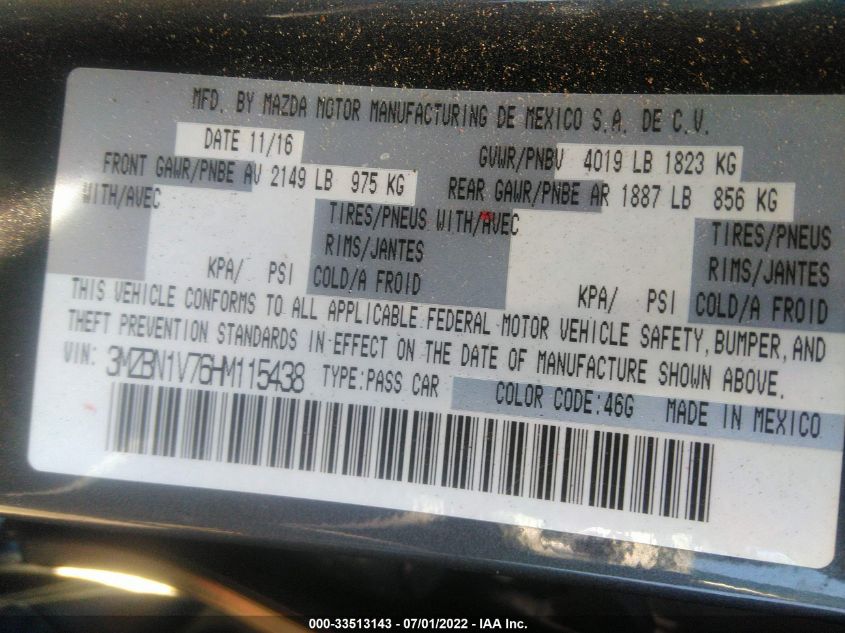 MFD. BY MAZDA MOTOR MANUFACTURING DE MEXICO S.A. DE C.V.
DATE 11/16 GVWR/PNBV 4019 LB 1823 KG
FRONT GAWR/PNBE AV 2149 LB 975 KG REAR GAWR/PNBE AR 1887 LB 856 KG
WITH/AVEC TIRES/PNEUS WITH/AVEC TIRES/PNEUS
RIMS/JANTES RIMS/JANTES
KPA/ PSI COLD/A FROID KPA/ PSI COLD/A FROID
THIS VEHICLE CONFORMS TO ALL APPLICABLE FEDERAL MOTOR VEHICLE SAFETY, BUMPER, AND
THEFT PREVENTION STANDARDS IN EFFECT ON THE DATE OF MANUFACTURE SHOWN ABOVE.
VIN: 3MZBN1V76HM115438 TYPE:PASS CAR COLOR CODE:46G MADE IN MEXICO
000-33513143 - 07/01/2022 - IAA Inc.